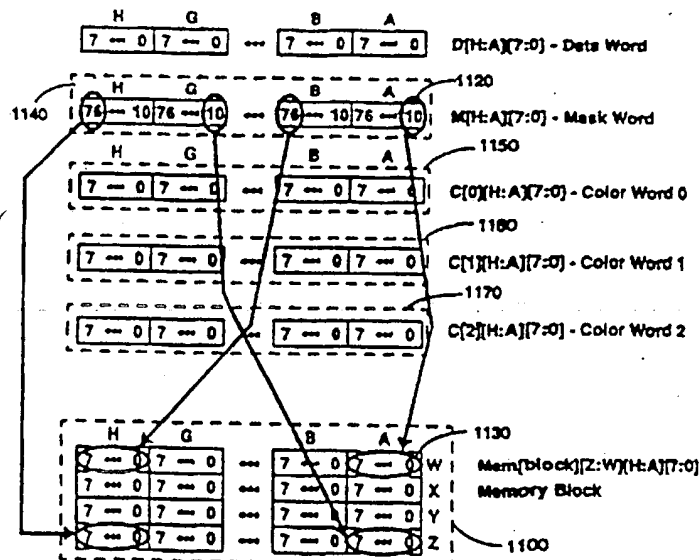 H G B A
7 ••• 0 7 ••• 0 ••• 7 ••• 0 7 ••• 0 D[H:A][7:0] - Data Word
1120
H G B A
1140 76 ••• 10 76 ••• 10 ••• 76 ••• 10 76 ••• 10 M[H:A][7:0] - Mask Word
1150
H G B A
7 ••• 0 7 ••• 0 ••• 7 ••• 0 7 ••• 0 C[0][H:A][7:0] - Color Word 0
1160
7 ••• 0 7 ••• 0 ••• 7 ••• 0 7 ••• 0 C[1][H:A][7:0] - Color Word 1
1170
7 ••• 0 7 ••• 0 ••• 7 ••• 0 7 ••• 0 C[2][H:A][7:0] - Color Word 2
H G B A 1130
7 ••• 0 7 ••• 0 ••• 7 ••• 0 7 ••• 0 W Mem[block][Z:W][H:A][7:0]
7 ••• 0 7 ••• 0 ••• 7 ••• 0 7 ••• 0 X Memory Block
7 ••• 0 7 ••• 0 ••• 7 ••• 0 7 ••• 0 Y
7 ••• 0 7 ••• 0 ••• 7 ••• 0 7 ••• 0 Z 1100